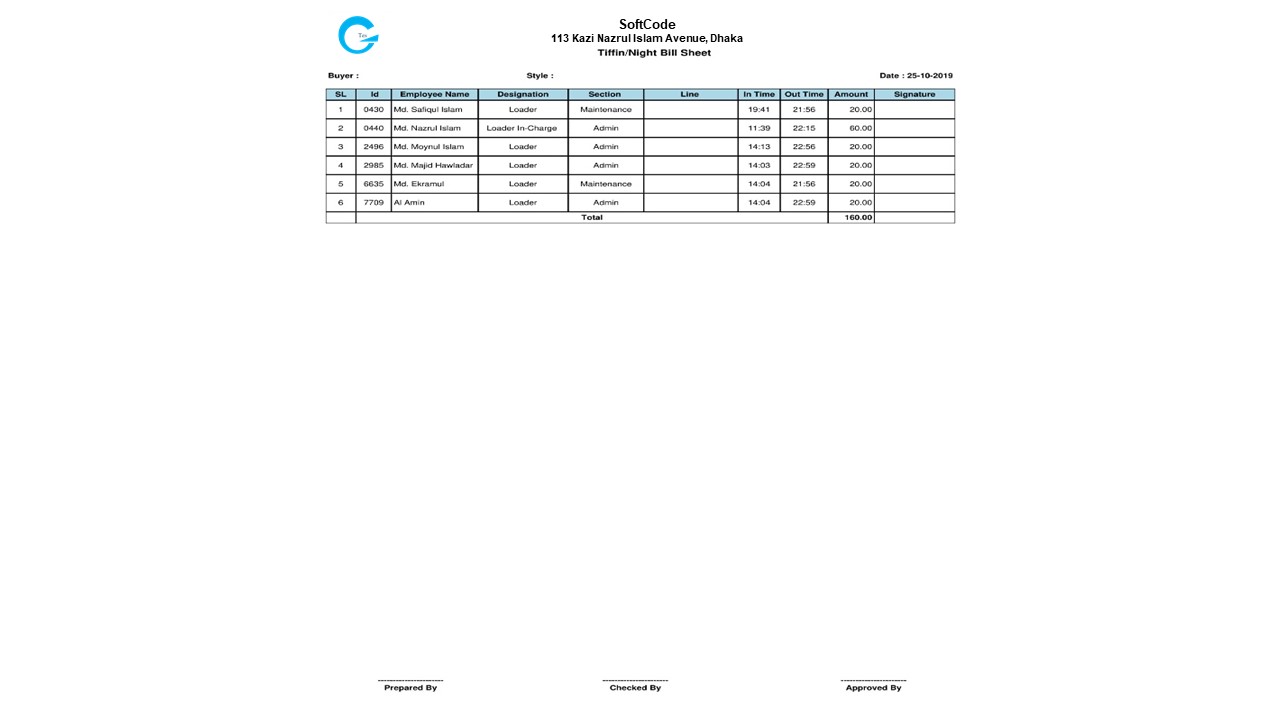 Tex
SoftCode
113 Kazi Nazrul Islam Avenue, Dhaka
Tiffin/Night Bill Sheet
Buyer : Style : Date : 25-10-2019
SL Id Employee Name Designation Section Line In Time Out Time Amount Signature
1 0430 Md. Safiqul Islam Loader Maintenance 19:41 21:56 20.00
2 0440 Md. Nazrul Islam Loader In-Charge Admin 11:39 22:15 60.00
3 2496 Md. Moynul Islam Loader Admin 14:13 22:56 20.00
4 2985 Md. Majid Hawladar Loader Admin 14:03 22:59 20.00
5 6635 Md. Ekramul Loader Maintenance 14:04 21:56 20.00
6 7709 Al Amin Loader Admin 14:04 22:59 20.00
Total 160.00
Prepared By Checked By Approved By